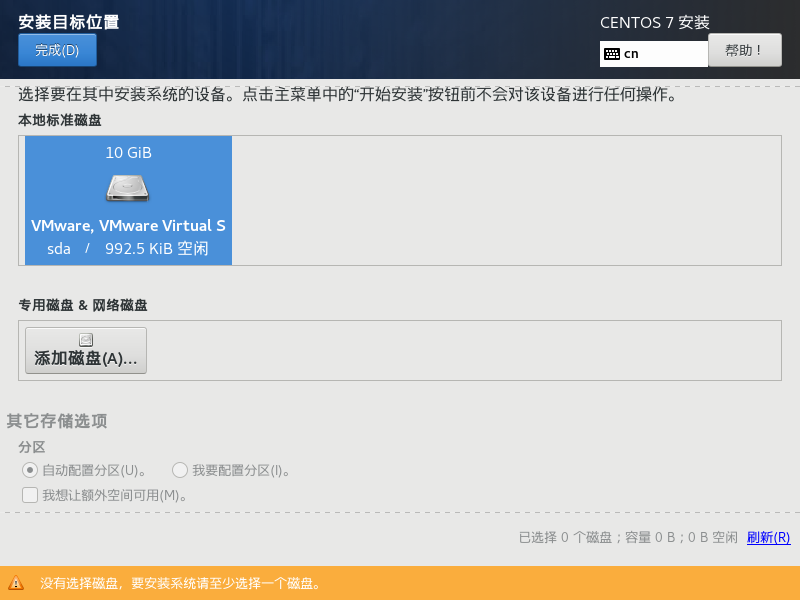 安装目标位置
CENTOS 7 安装
完成(D)
cn
帮助！
选择要在其中安装系统的设备。点击主菜单中的“开始安装”按钮前不会对该设备进行任何操作。
本地标准磁盘
10 GiB
VMware, VMware Virtual S
sda / 992.5 KiB 空闲
专用磁盘 & 网络磁盘
添加磁盘(A)...
其它存储选项
分区
自动配置分区(U)。 我要配置分区(I)。
我想让额外空间可用(M)。
已选择 0 个磁盘；容量 0 B；0 B 空闲 刷新(R)
没有选择磁盘，要安装系统请至少选择一个磁盘。